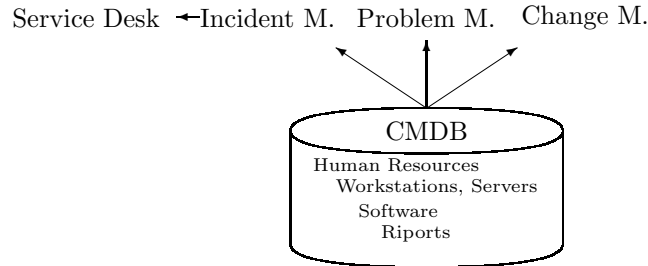 Service Desk Incident M. Problem M. Change M.
CMDB
Human Resources
Workstations, Servers
Software
Riports